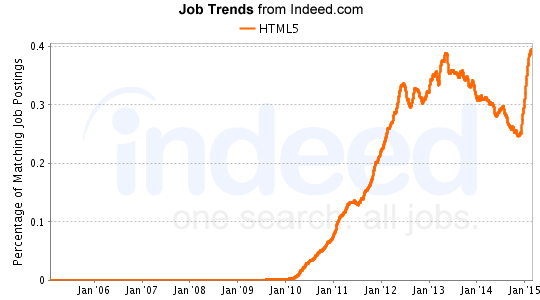 Job Trends from Indeed.com
HTML5
Percentage of Matching Job Postings
0.4
0.3
0.2
0.1
0
indeed
one search. all jobs.
Jan'06 Jan'07 Jan'08 Jan'09 Jan'10 Jan'11 Jan'12 Jan'13 Jan'14 Jan'15